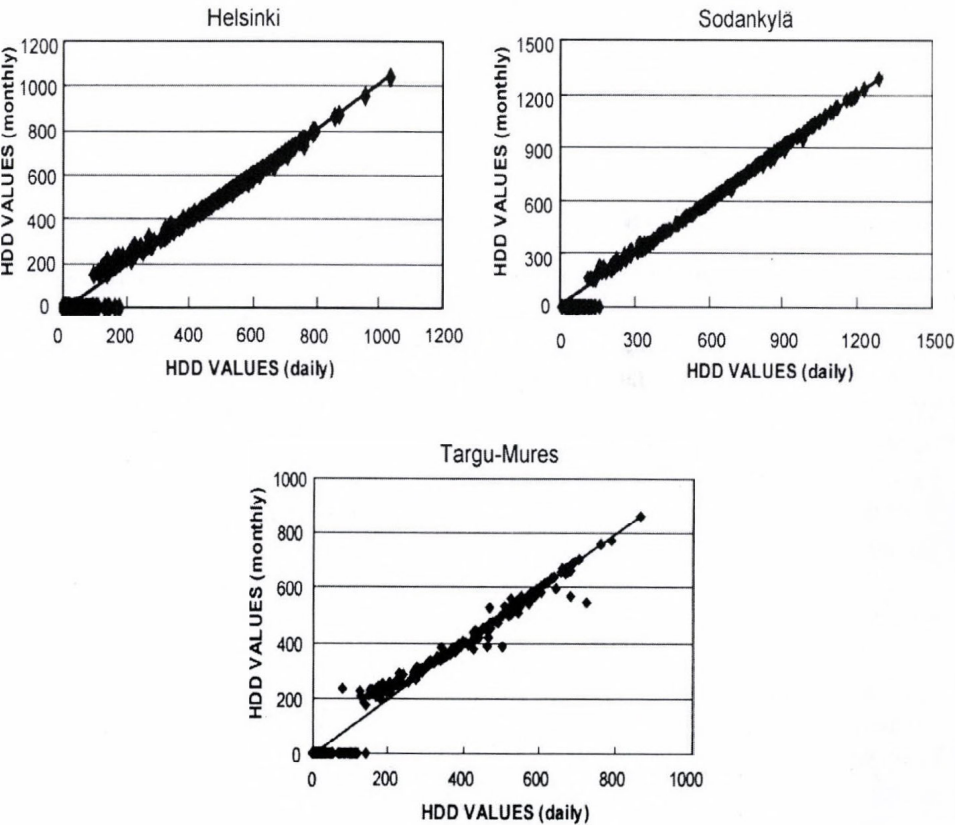 Helsinki
HDD VALUES (monthly)
1200
1000
800
600
400
200
0
0 200 400 600 800 1000 1200
HDD VALUES (daily)
Sodankylä
HDD VALUES (monthly)
1500
1200
900
600
300
0
0 300 600 900 1200 1500
HDD VALUES (daily)
Targu-Mures
HDD VALUES (monthly)
1000
800
600
400
200
0
0 200 400 600 800 1000
HDD VALUES (daily)